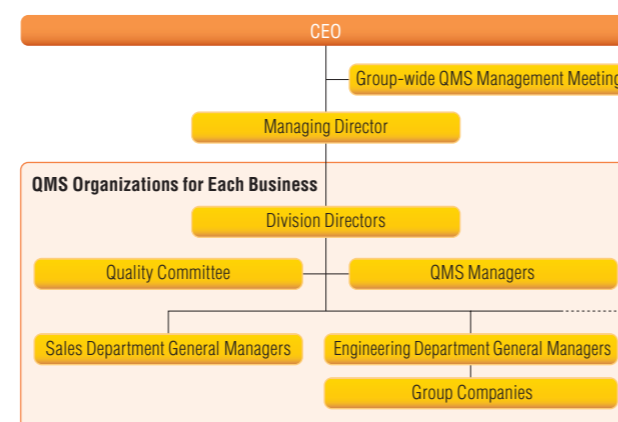 CEO
Group-wide QMS Management Meeting
Managing Director
QMS Organizations for Each Business
Division Directors
Quality Committee
QMS Managers
Sales Department General Managers
Engineering Department General Managers
Group Companies